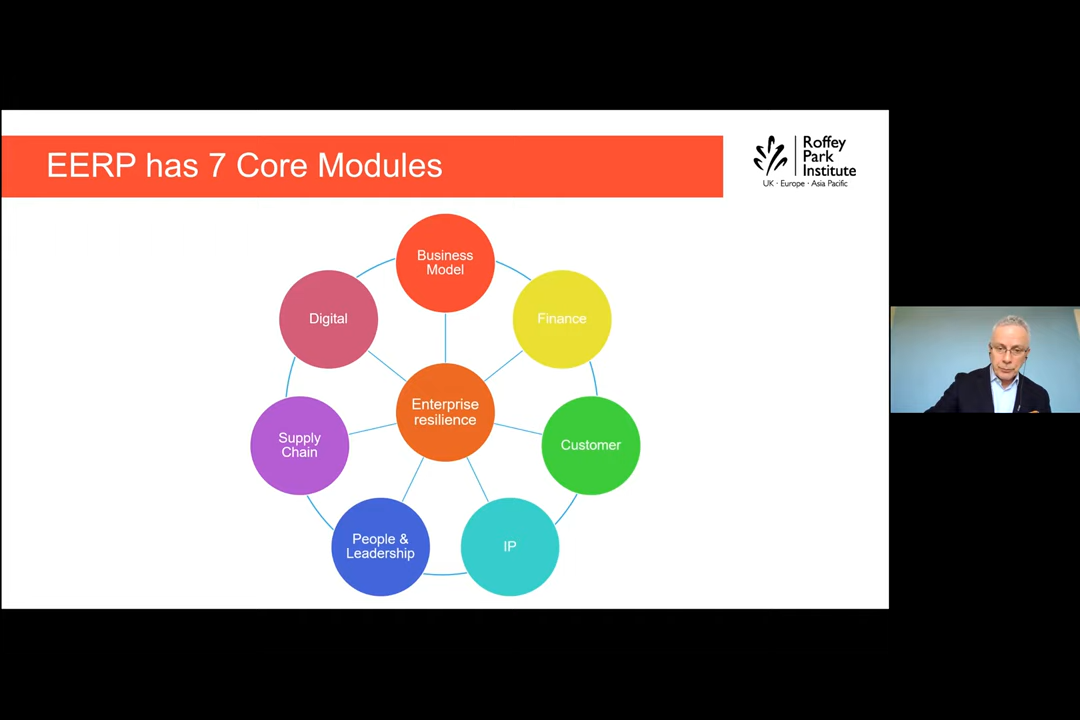 EERP has 7 Core Modules
Roffey
Park
Institute
UK · Europe · Asia Pacific
Business
Model
Digital
Finance
Enterprise
resilience
Supply
Chain
Customer
People &
Leadership
IP